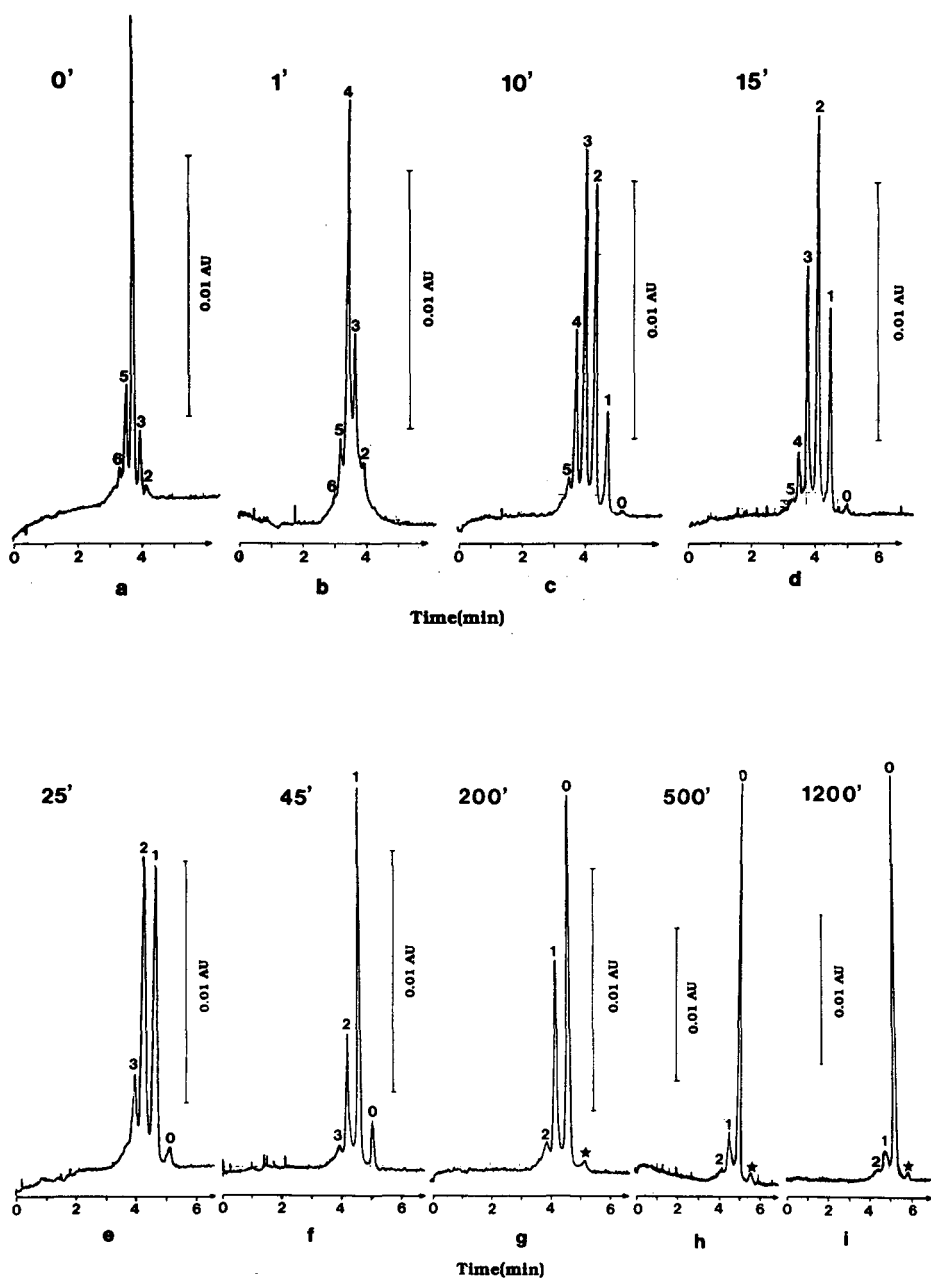 0' 1' 10' 15'
6 5 3 2
0.01 AU
6 5 4 3 2
0.01 AU
5 4 3 2 1 0
0.01 AU
5 4 3 2 1 0
0.01 AU
0 2 4 0 2 4 0 2 4 0 2 4 6
a b c d
Time(min)
25' 45' 200' 500' 1200'
3 2 1 0
0.01 AU
3 2 1 0
0.01 AU
2 1 0 ★
0.01 AU
2 1 0 ★
0.01 AU
2 1 0 ★
0.01 AU
0 2 4 6 0 2 4 6 0 2 4 6 0 2 4 6 0 2 4 6
e f g h i
Time(min)